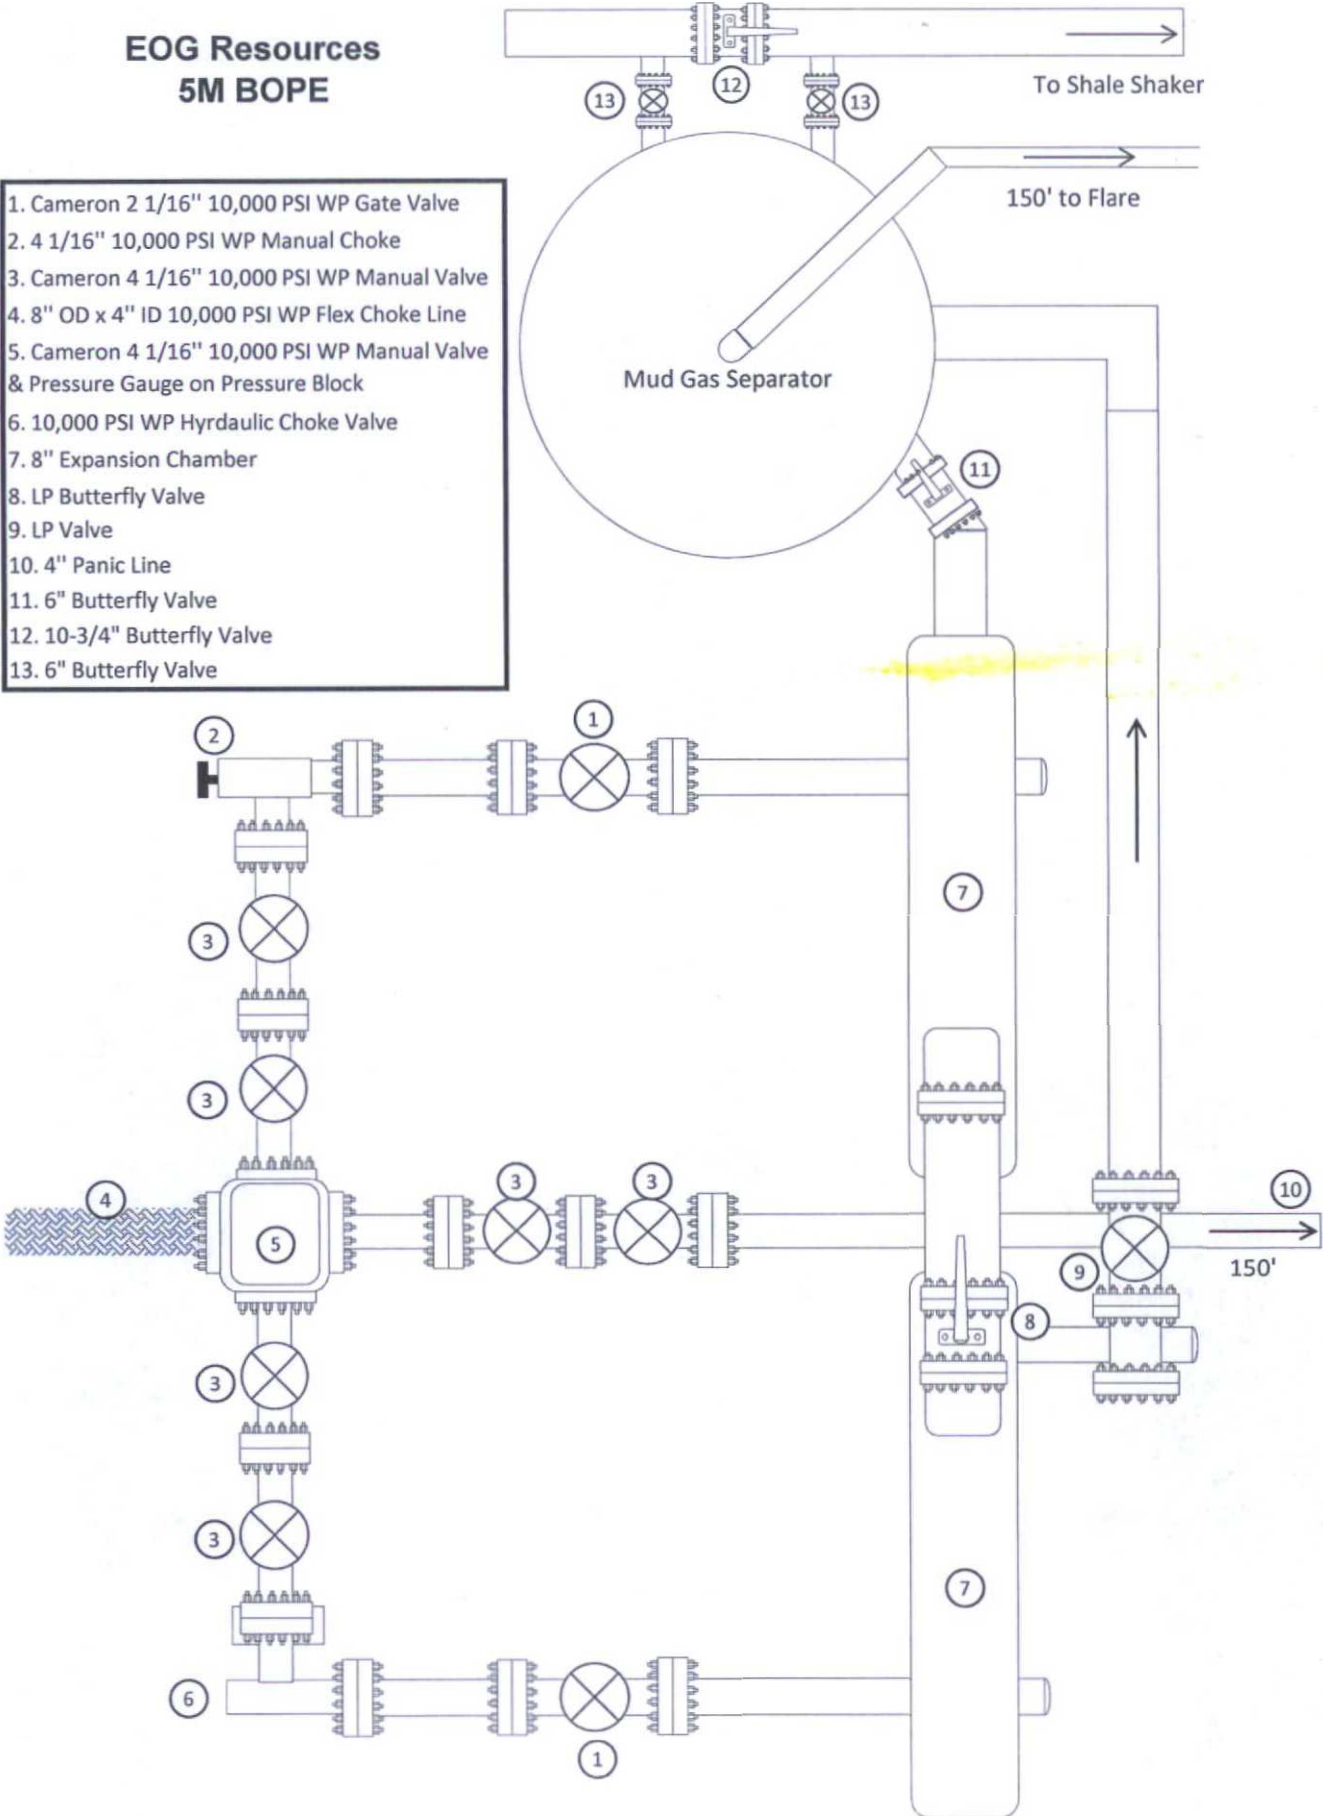 EOG Resources
5M BOPE
12
13
13
To Shale Shaker
150' to Flare
1. Cameron 2 1/16" 10,000 PSI WP Gate Valve
2. 4 1/16" 10,000 PSI WP Manual Choke
3. Cameron 4 1/16" 10,000 PSI WP Manual Valve
4. 8" OD x 4" ID 10,000 PSI WP Flex Choke Line
5. Cameron 4 1/16" 10,000 PSI WP Manual Valve
& Pressure Gauge on Pressure Block
6. 10,000 PSI WP Hyrdaulic Choke Valve
7. 8" Expansion Chamber
8. LP Butterfly Valve
9. LP Valve
10. 4" Panic Line
11. 6" Butterfly Valve
12. 10-3/4" Butterfly Valve
13. 6" Butterfly Valve
Mud Gas Separator
11
1
2
7
3
3
3
3
10
4
5
9
150'
8
3
3
7
6
1